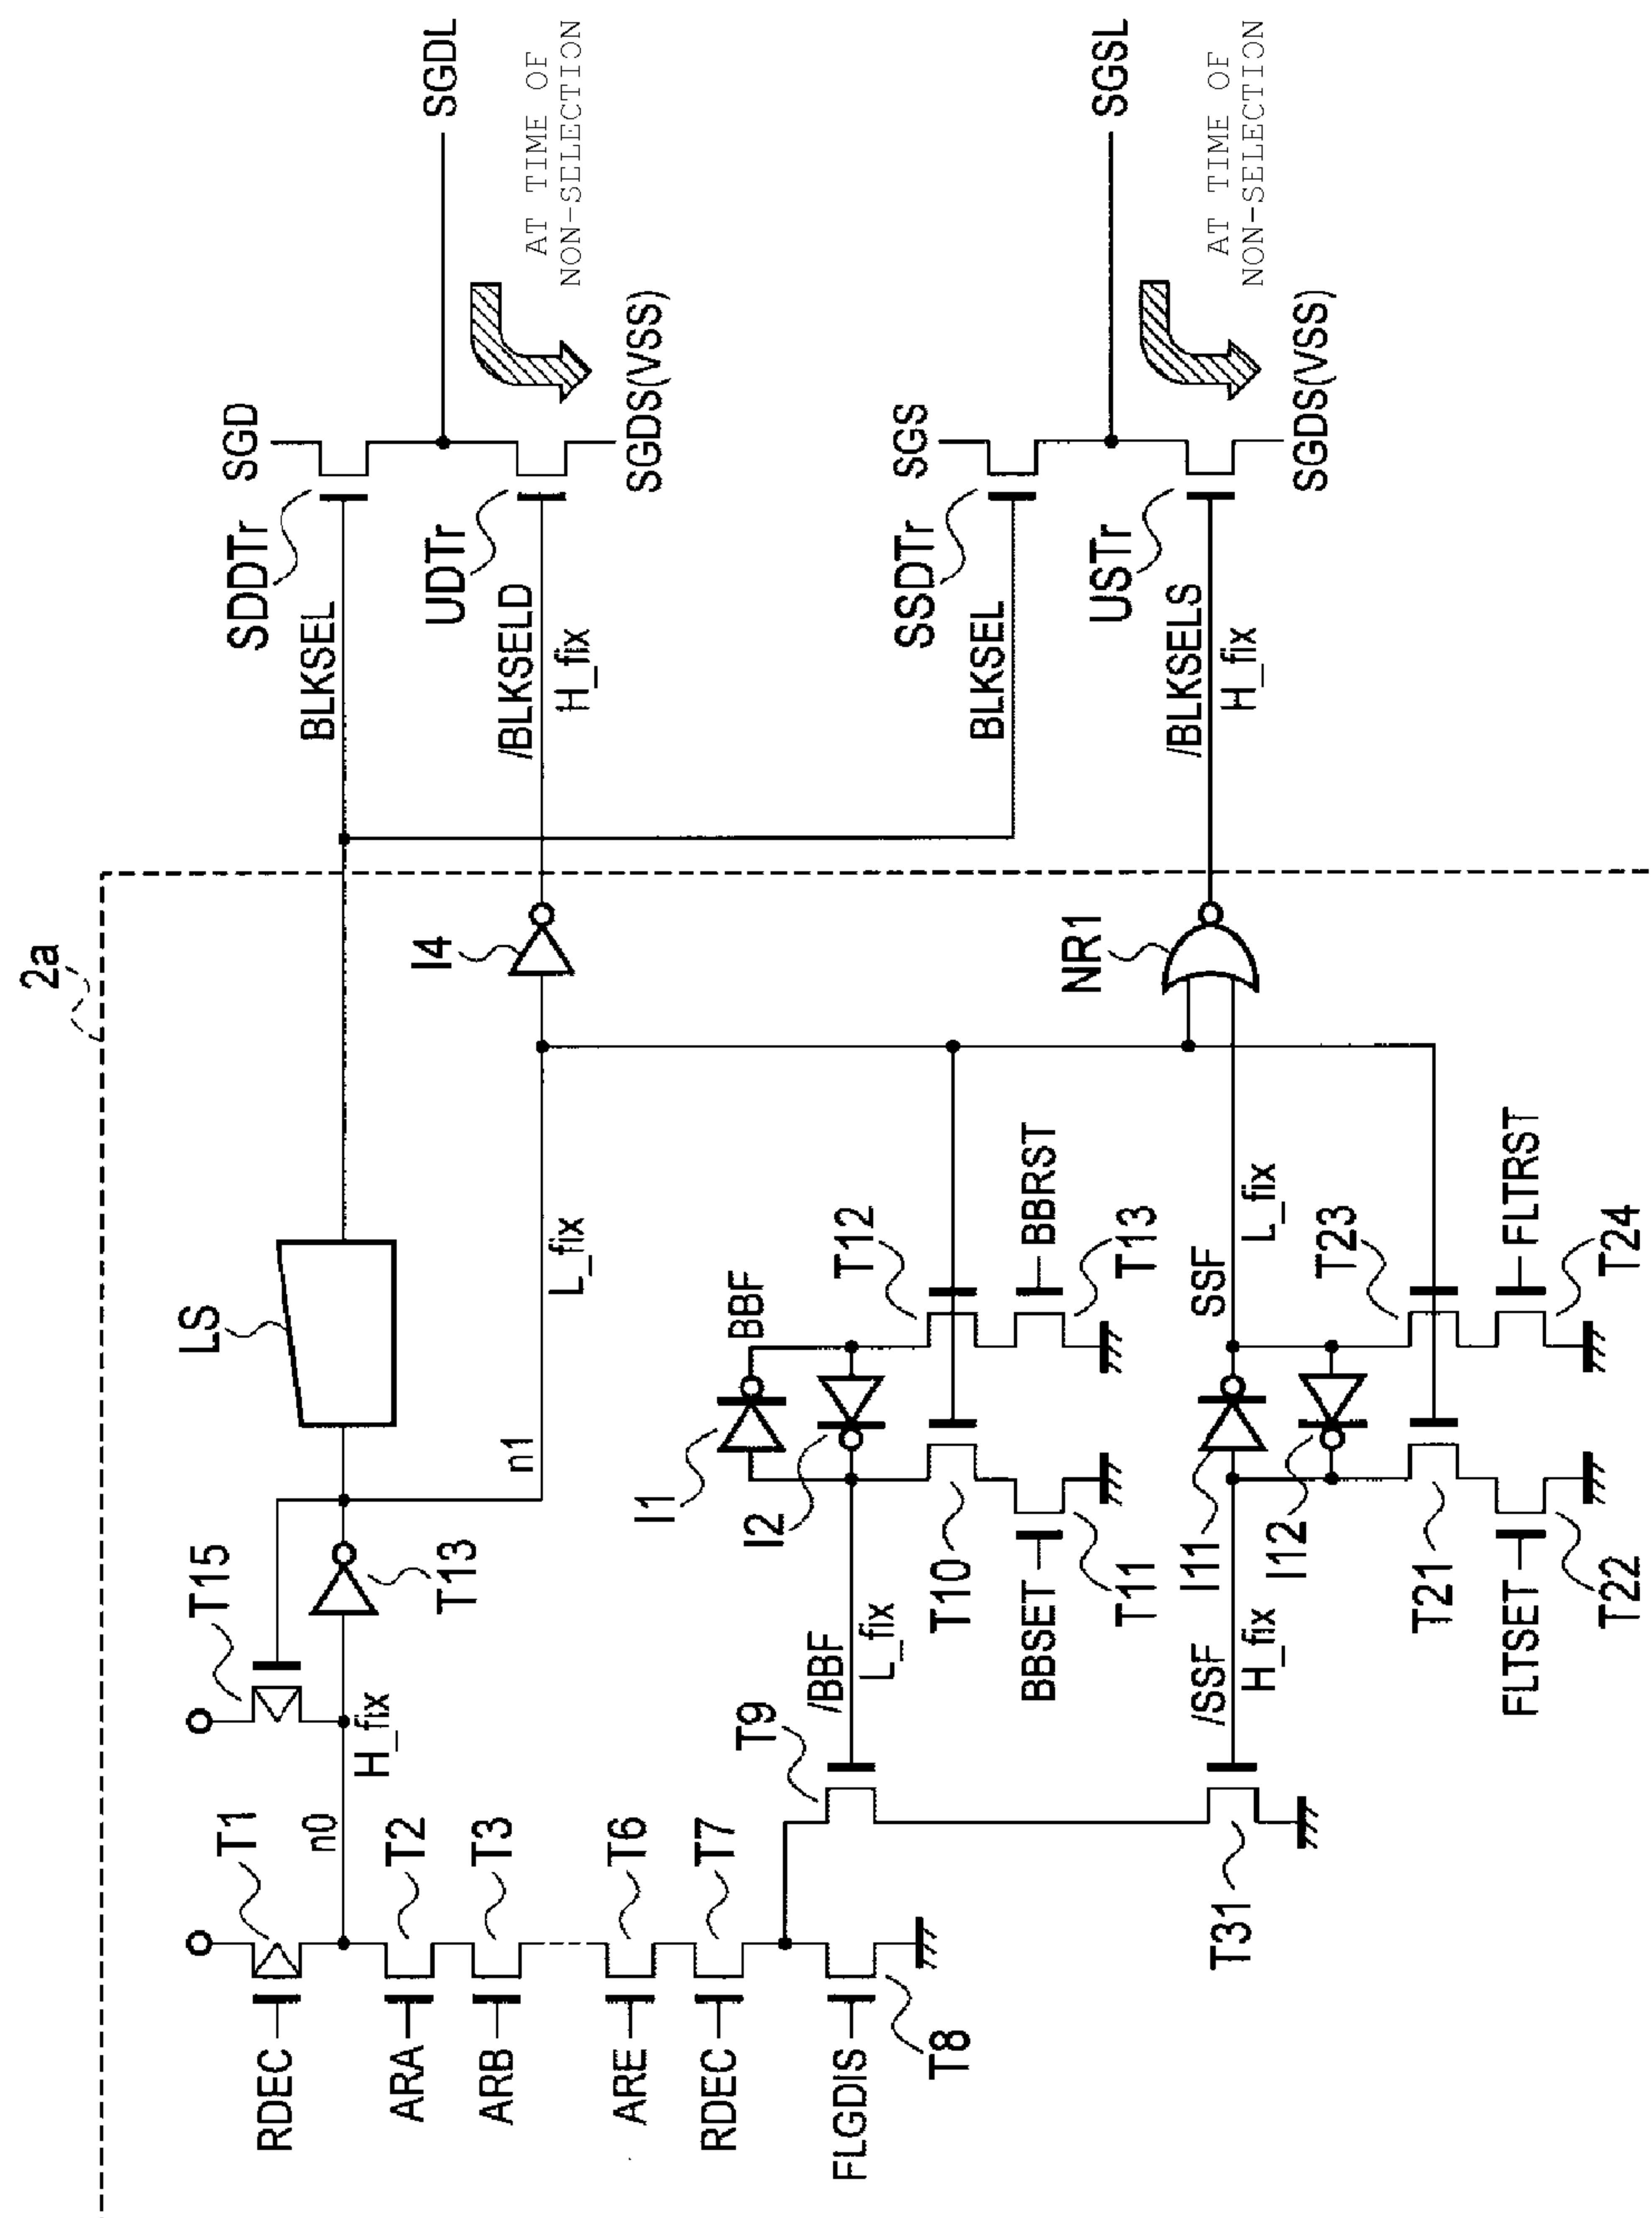 2a
RDEC
T1
T15
LS
BLKSEL
SDDTr
SGD
SGDL
n0
H_fix
T13
ARA
T2
n1
L_fix
I4
/BLKSELD
H_fix
UDTr
SGDS(VSS)
AT TIME OF
NON-SELECTION
ARB
T3
ARE
T6
RDEC
T7
FLGDIS
T8
T9
/BBF
L_fix
I1
I2
BBF
T12
T10
BBSET
T11
BBRST
T13
BLKSEL
SSDTr
SGS
SGSL
T31
/SSF
H_fix
I11
I12
SSF
L_fix
NR1
/BLKSELS
H_fix
USTr
SGDS(VSS)
AT TIME OF
NON-SELECTION
T21
T23
FLTSET
T22
FLTRST
T24